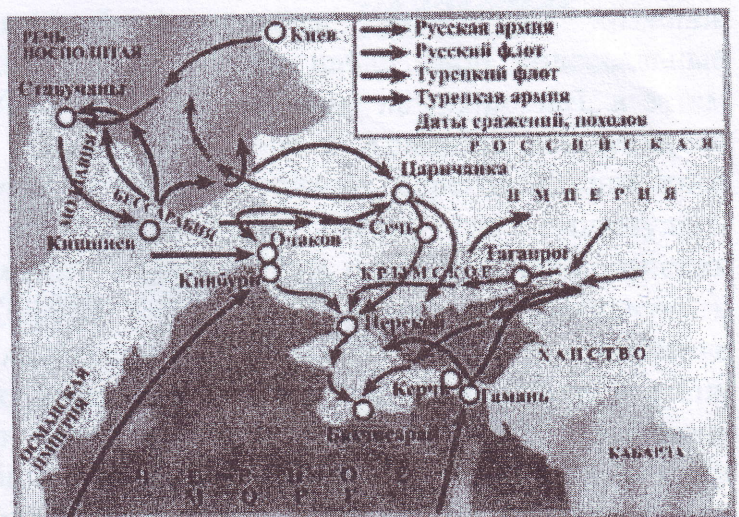 РЕЧЬ
ПОСПОЛИТАЯ
Киев
Русская армия
Русский флот
Турецкий флот
Турецкая армия
Даты сражений, походов
Ставучаны
РОССИЙСКАЯ
ИМПЕРИЯ
МОЛДАВИЯ
БЕССАРАБИЯ
Царичанка
Кишинев
Очаков
Сечь
Кинбурн
КРЫМСКОЕ
Таганрог
Перекоп
ХАНСТВО
Керчь
Тамань
ОСМАНСКАЯ
ИМПЕРИЯ
Бахчисарай
КАБАРДА
Ч Е Р Н О Е
М О Р Е